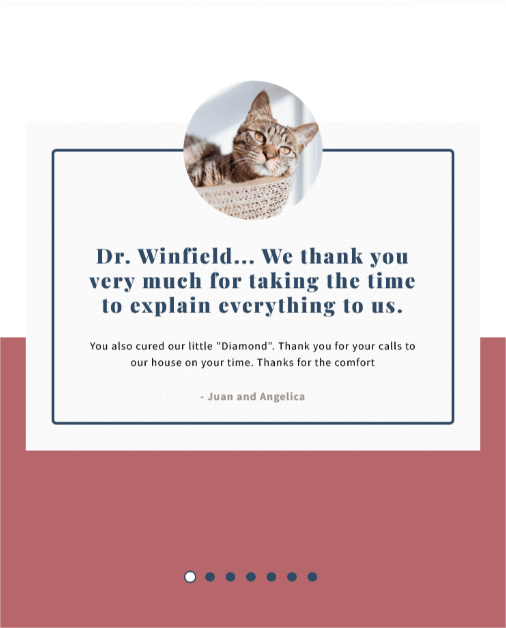 Dr. Winfield... We thank you
very much for taking the time
to explain everything to us.
You also cured our little "Diamond". Thank you for your calls to
our house on your time. Thanks for the comfort
- Juan and Angelica